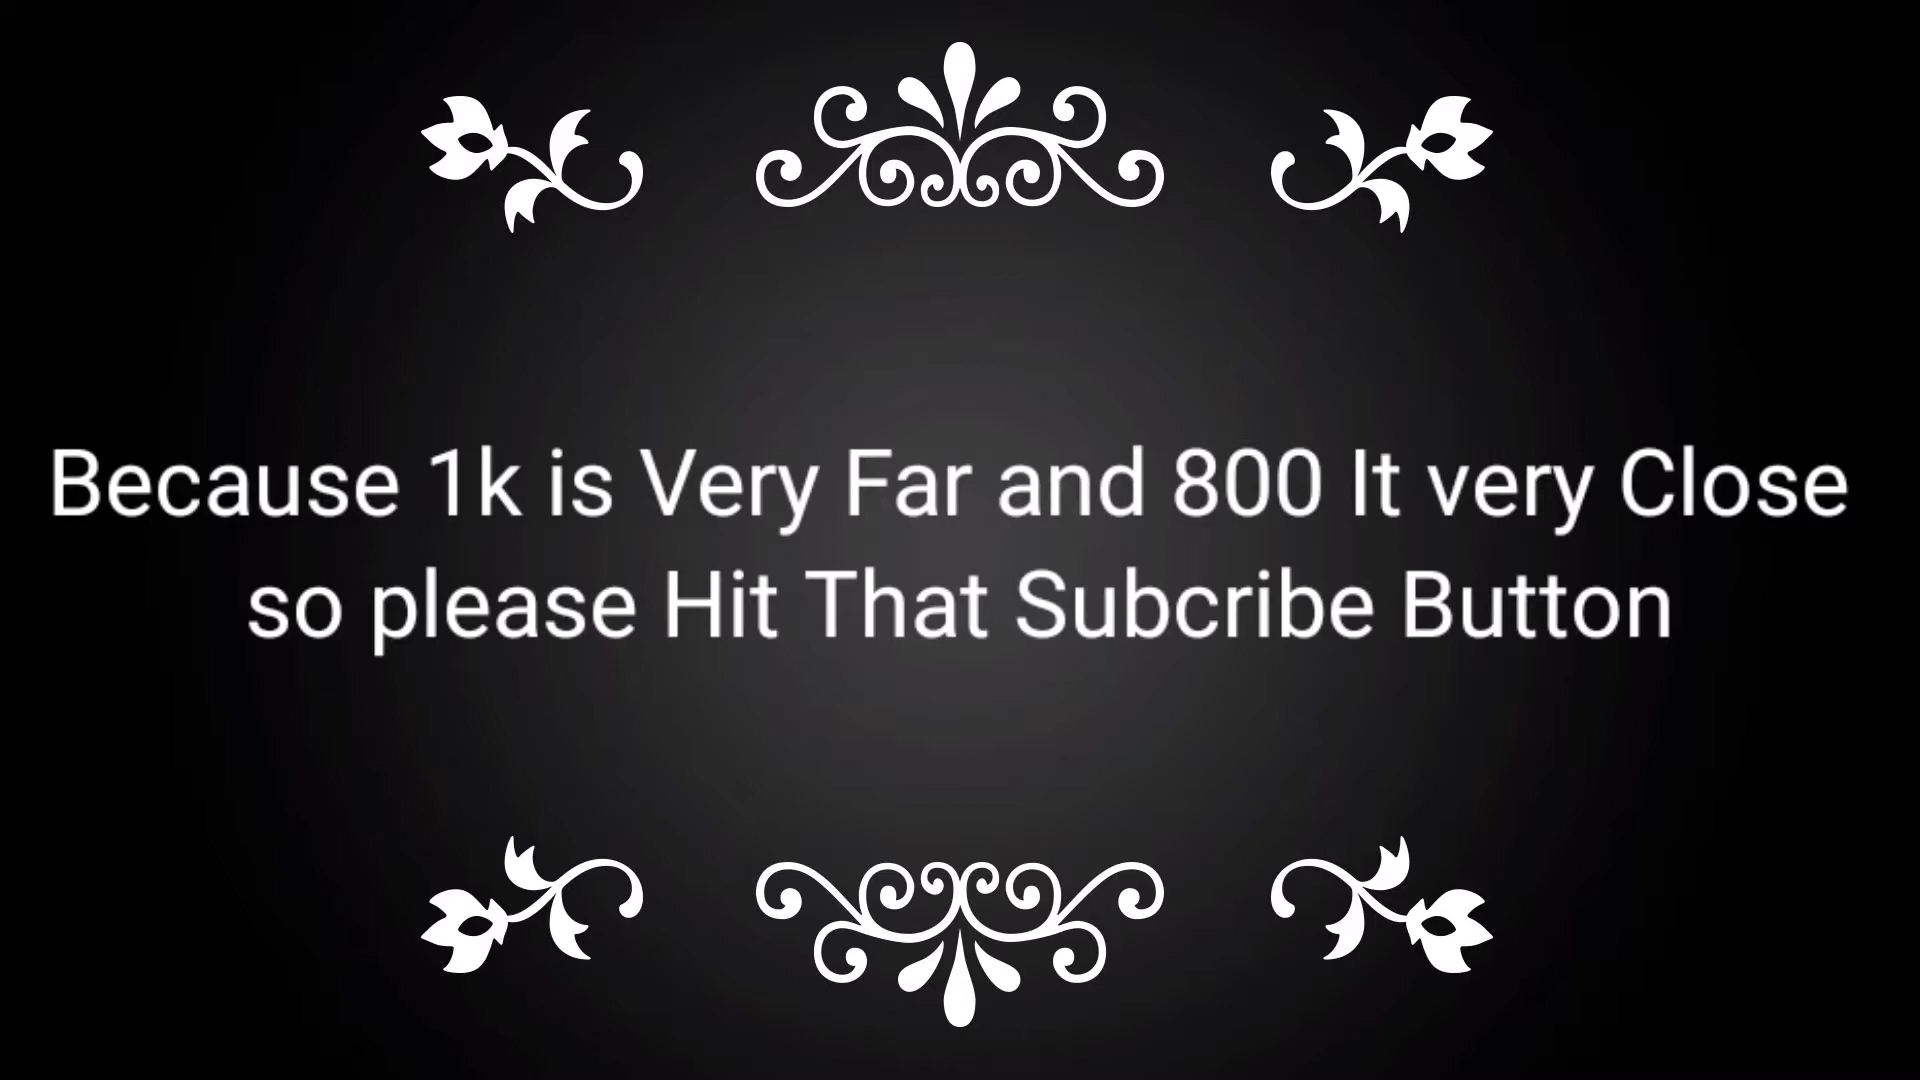 Because 1k is Very Far and 800 It very Close
so please Hit That Subcribe Button